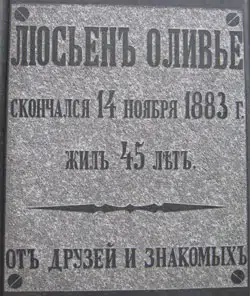 ЛЮСЬЕНЪ ОЛИВЬЕ
СКОНЧАЛСЯ 14 НОЯБРЯ 1883 Г.
ЖИЛЪ 45 ЛѢТЪ.
ОТЪ ДРУЗЕЙ И ЗНАКОМЫХЪ